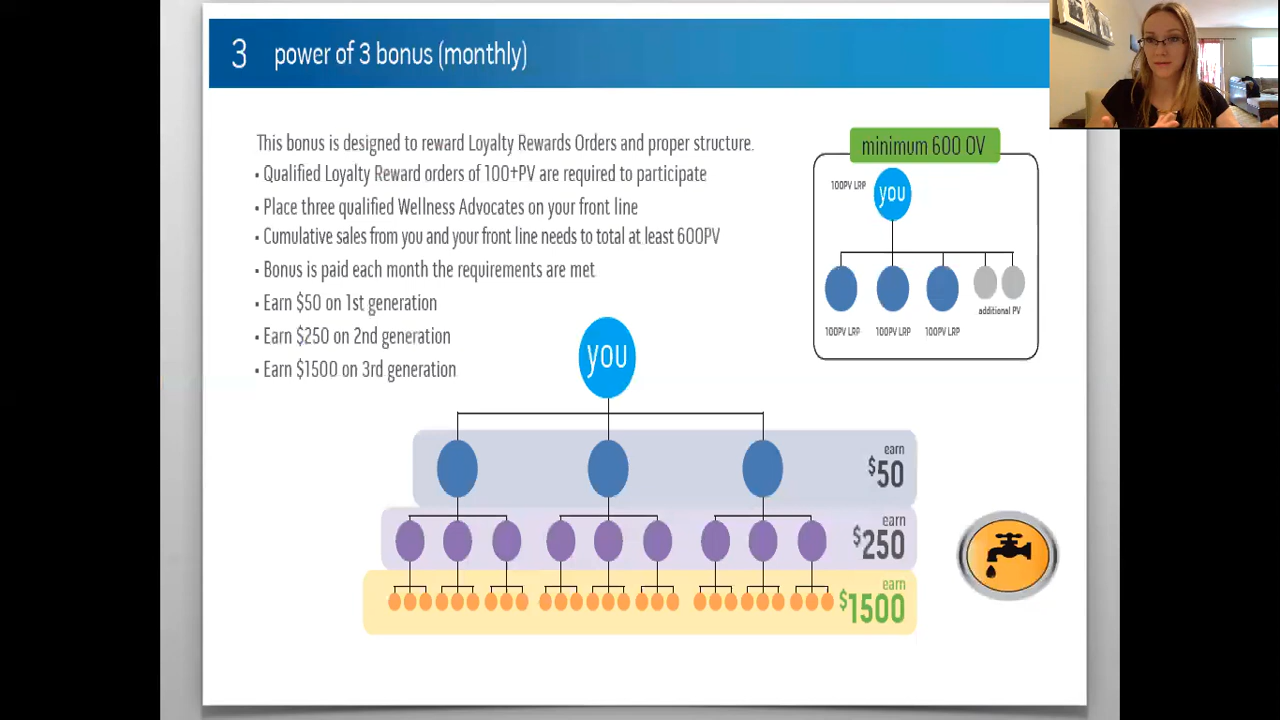 3 power of 3 bonus (monthly)
This bonus is designed to reward Loyalty Rewards Orders and proper structure.
• Qualified Loyalty Reward orders of 100+PV are required to participate
• Place three qualified Wellness Advocates on your front line
• Cumulative sales from you and your front line needs to total at least 600PV
• Bonus is paid each month the requirements are met
• Earn $50 on 1st generation
• Earn $250 on 2nd generation
• Earn $1500 on 3rd generation
minimum 600 OV
100PV LRP
you
additional PV
100PV LRP 100PV LRP 100PV LRP
you
earn
$50
earn
$250
earn
$1500